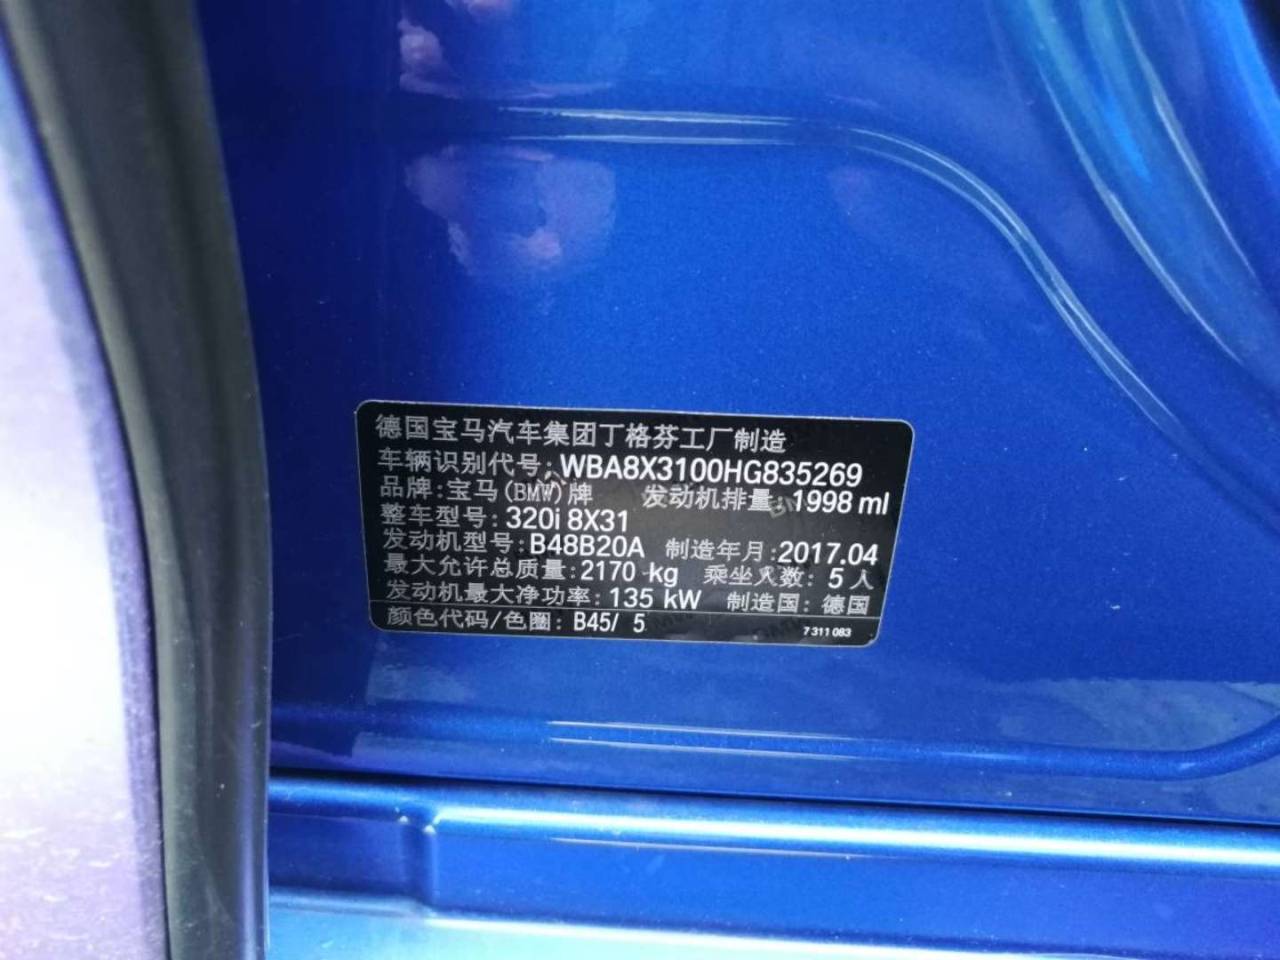 德国宝马汽车集团丁格芬工厂制造
车辆识别代号: WBA8X3100HG835269
品牌: 宝马(BMW)牌 发动机排量: 1998 ml
整车型号: 320i 8X31
发动机型号: B48B20A 制造年月: 2017.04
最大允许总质量: 2170 kg 乘坐人数: 5 人
发动机最大净功率: 135 kW 制造国: 德国
颜色代码/色圈: B45/ 5 7 311 083